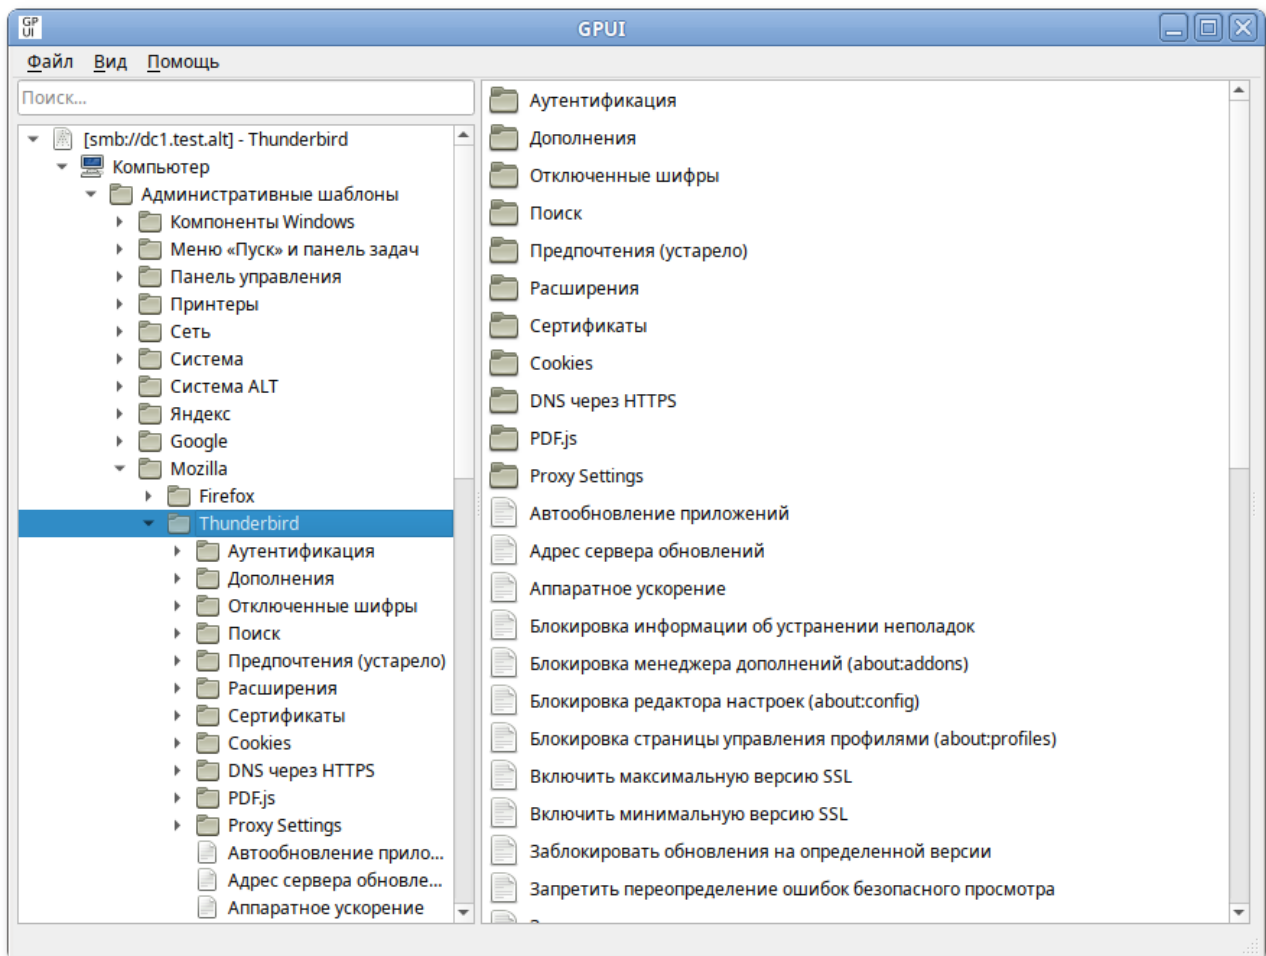 GP
UI
GPUI
Файл Вид Помощь
Поиск...
[smb://dc1.test.alt] - Thunderbird
Компьютер
Административные шаблоны
Компоненты Windows
Меню «Пуск» и панель задач
Панель управления
Принтеры
Сеть
Система
Система ALT
Яндекс
Google
Mozilla
Firefox
Thunderbird
Аутентификация
Дополнения
Отключенные шифры
Поиск
Предпочтения (устарело)
Расширения
Сертификаты
Cookies
DNS через HTTPS
PDF.js
Proxy Settings
Автообновление прило...
Адрес сервера обновле...
Аппаратное ускорение
Аутентификация
Дополнения
Отключенные шифры
Поиск
Предпочтения (устарело)
Расширения
Сертификаты
Cookies
DNS через HTTPS
PDF.js
Proxy Settings
Автообновление приложений
Адрес сервера обновлений
Аппаратное ускорение
Блокировка информации об устранении неполадок
Блокировка менеджера дополнений (about:addons)
Блокировка редактора настроек (about:config)
Блокировка страницы управления профилями (about:profiles)
Включить максимальную версию SSL
Включить минимальную версию SSL
Заблокировать обновления на определенной версии
Запретить переопределение ошибок безопасного просмотра